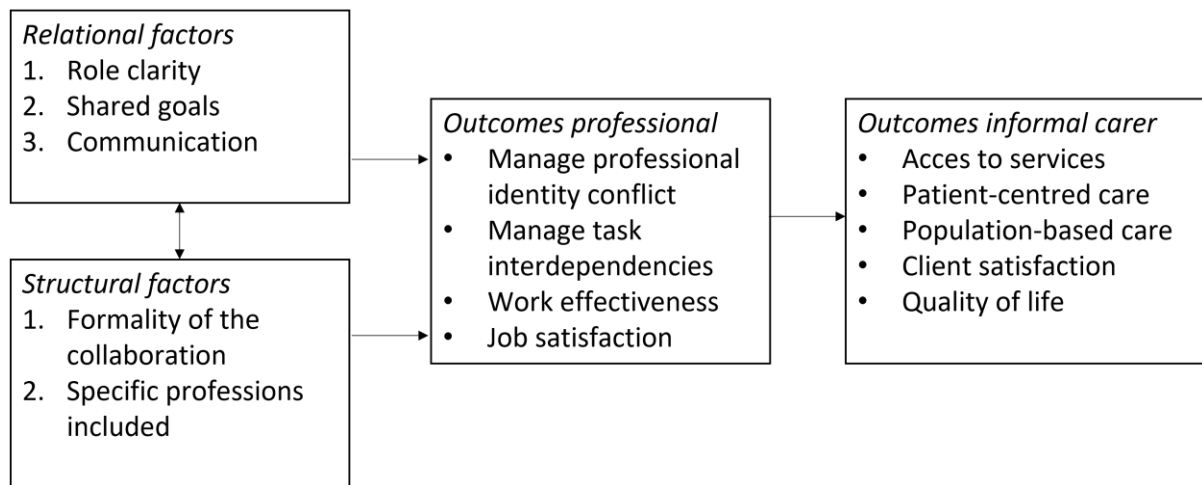 Relational factors
1. Role clarity
2. Shared goals
3. Communication
Structural factors
1. Formality of the
collaboration
2. Specific professions
included
Outcomes professional
• Manage professional
identity conflict
• Manage task
interdependencies
• Work effectiveness
• Job satisfaction
Outcomes informal carer
• Acces to services
• Patient-centred care
• Population-based care
• Client satisfaction
• Quality of life